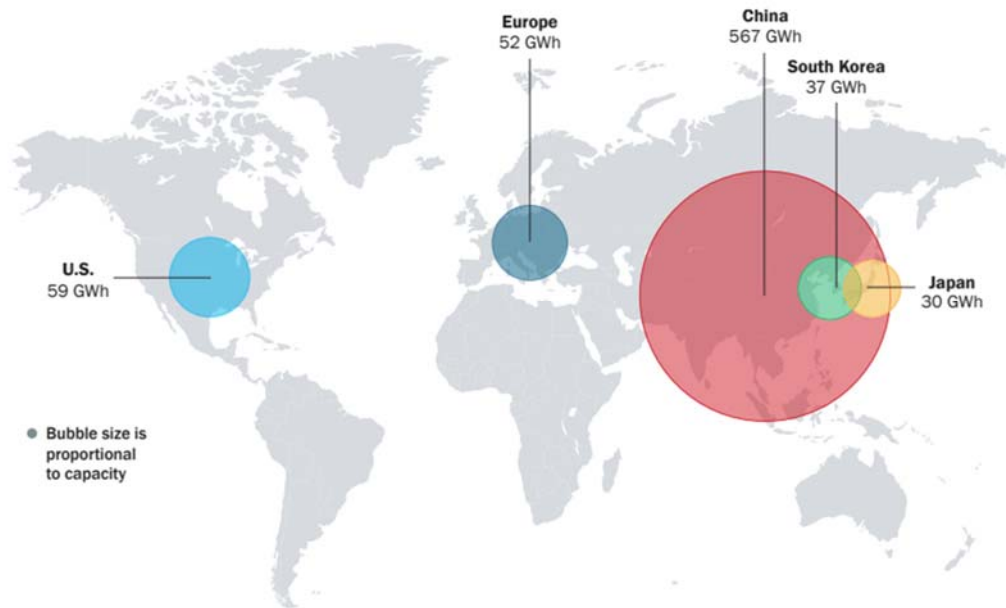 Europe
52 GWh
China
567 GWh
South Korea
37 GWh
U.S.
59 GWh
Japan
30 GWh
Bubble size is
proportional
to capacity